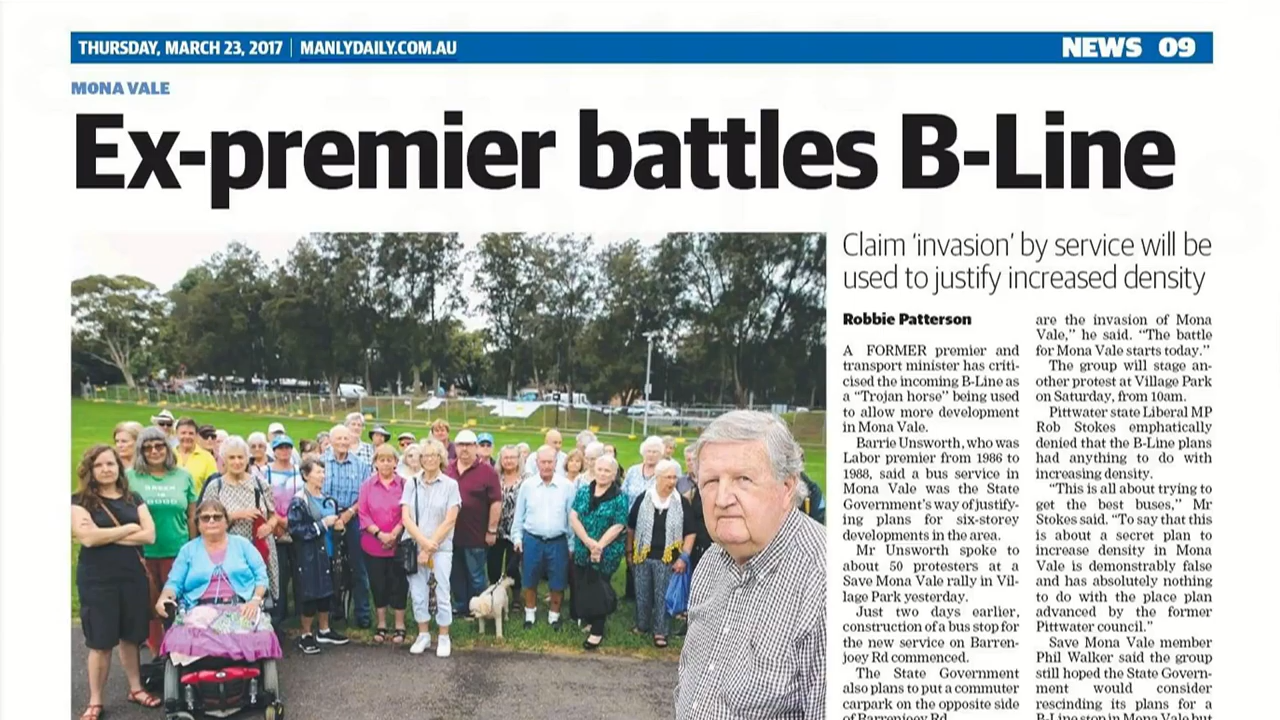 THURSDAY, MARCH 23, 2017 | MANLYDAILY.COM.AU
NEWS 09
MONA VALE
Ex-premier battles B-Line
Claim ‘invasion’ by service will be
used to justify increased density
Robbie Patterson
A FORMER premier and
transport minister has criti-
cised the incoming B-Line as
a “Trojan horse” being used
to allow more development
in Mona Vale.
Barrie Unsworth, who was
Labor premier from 1986 to
1988, said a bus service in
Mona Vale was the State
Government’s way of justify-
ing plans for six-storey
developments in the area.
Mr Unsworth spoke to
about 50 protesters at a
Save Mona Vale rally in Vil-
lage Park yesterday.
Just two days earlier,
construction of a bus stop for
the new service on Barren-
joey Rd commenced.
The State Government
also plans to put a commuter
carpark on the opposite side
of Barrenjoey Rd.
are the invasion of Mona
Vale,” he said. “The battle
for Mona Vale starts today.”
The group will stage an-
other protest at Village Park
on Saturday, from 10am.
Pittwater state Liberal MP
Rob Stokes emphatically
denied that the B-Line plans
had anything to do with
increasing density.
“This is all about trying to
get the best buses,” Mr
Stokes said. “To say that this
is about a secret plan to
increase density in Mona
Vale is demonstrably false
and has absolutely nothing
to do with the place plan
advanced by the former
Pittwater council.”
Save Mona Vale member
Phil Walker said the group
still hoped the State Govern-
ment would consider
rescinding its plans for a
B-Line stop in Mona Vale but
GREEN
IS
GOOD